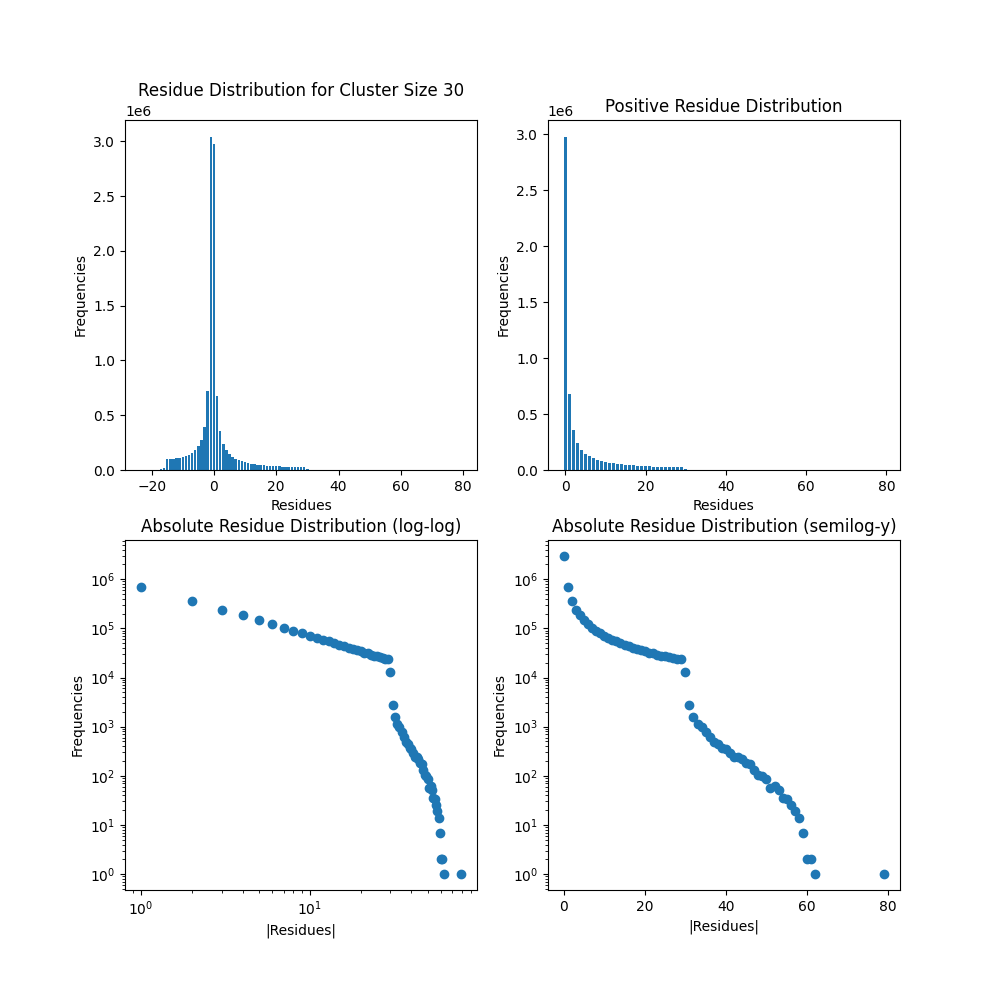 Residue Distribution for Cluster Size 30
1e6
3.0
2.5
2.0
1.5
1.0
0.5
0.0
Frequencies
−20 0 20 40 60 80
Residues
Positive Residue Distribution
1e6
3.0
2.5
2.0
1.5
1.0
0.5
0.0
Frequencies
0 20 40 60 80
Residues
Absolute Residue Distribution (log-log)
10^6
10^5
10^4
10^3
10^2
10^1
10^0
Frequencies
10^0 10^1
|Residues|
Absolute Residue Distribution (semilog-y)
10^6
10^5
10^4
10^3
10^2
10^1
10^0
Frequencies
0 20 40 60 80
|Residues|